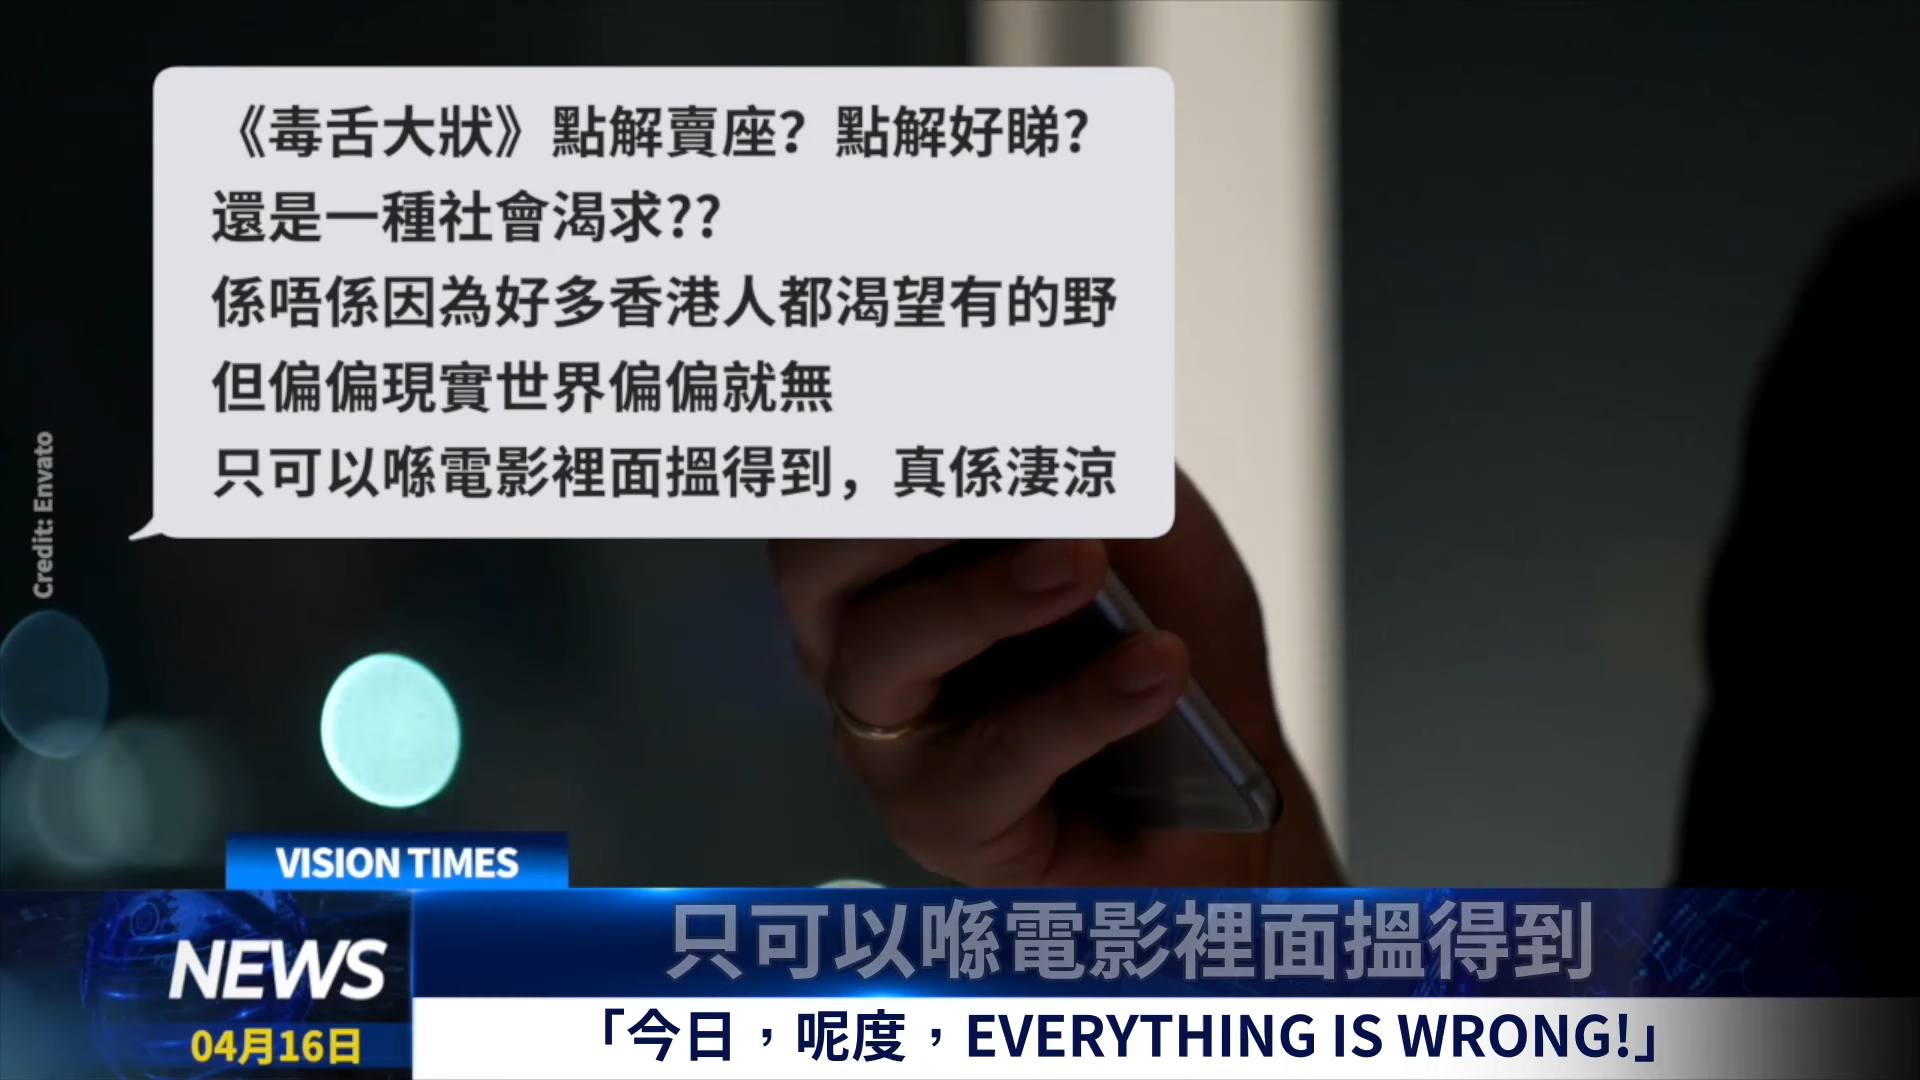 《毒舌大狀》點解賣座？點解好睇?
還是一種社會渴求??
係唔係因為好多香港人都渴望有的野
但偏偏現實世界偏偏就無
只可以喺電影裡面搵得到，真係淒涼
Credit: Envato
VISION TIMES
只可以喺電影裡面搵得到
NEWS
「今日，呢度，EVERYTHING IS WRONG!」
04月16日